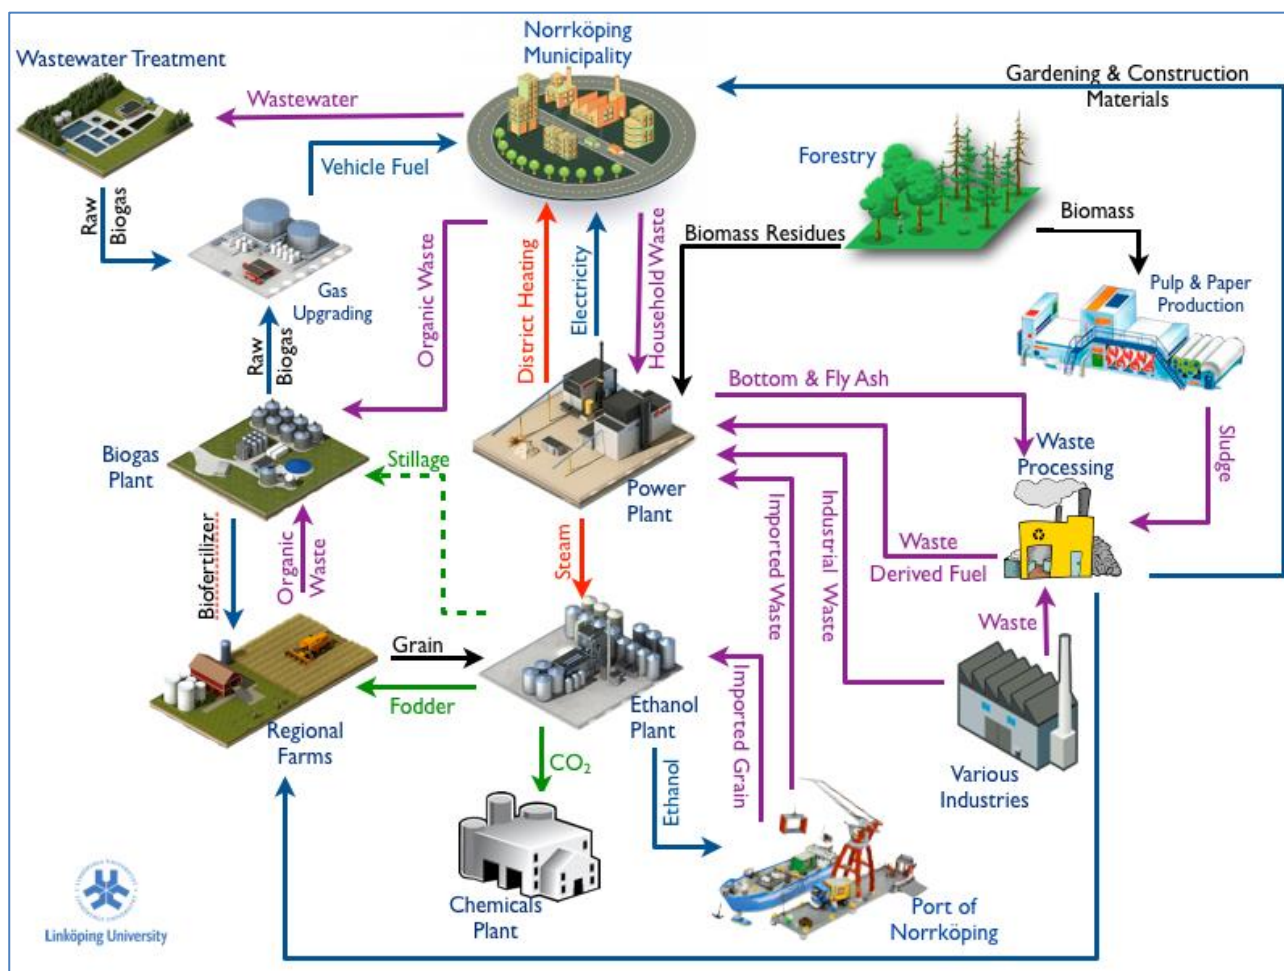 Norrköping
Municipality
Wastewater Treatment
Gardening & Construction
Materials
Wastewater
Forestry
Vehicle Fuel
Raw
Biogas
Biomass
Biomass Residues
Organic Waste
District Heating
Electricity
Household Waste
Gas
Upgrading
Pulp & Paper
Production
Raw
Biogas
Bottom & Fly Ash
Sludge
Waste
Processing
Biogas
Plant
Stillage
Power
Plant
Imported Waste
Industrial Waste
Waste
Derived Fuel
Biofertilizer
Organic
Waste
Steam
Waste
Grain
Fodder
Imported Grain
Ethanol
Plant
Regional
Farms
CO₂
Ethanol
Various
Industries
Chemicals
Plant
Port of
Norrköping
LINKÖPING UNIVERSITY
Linköping University